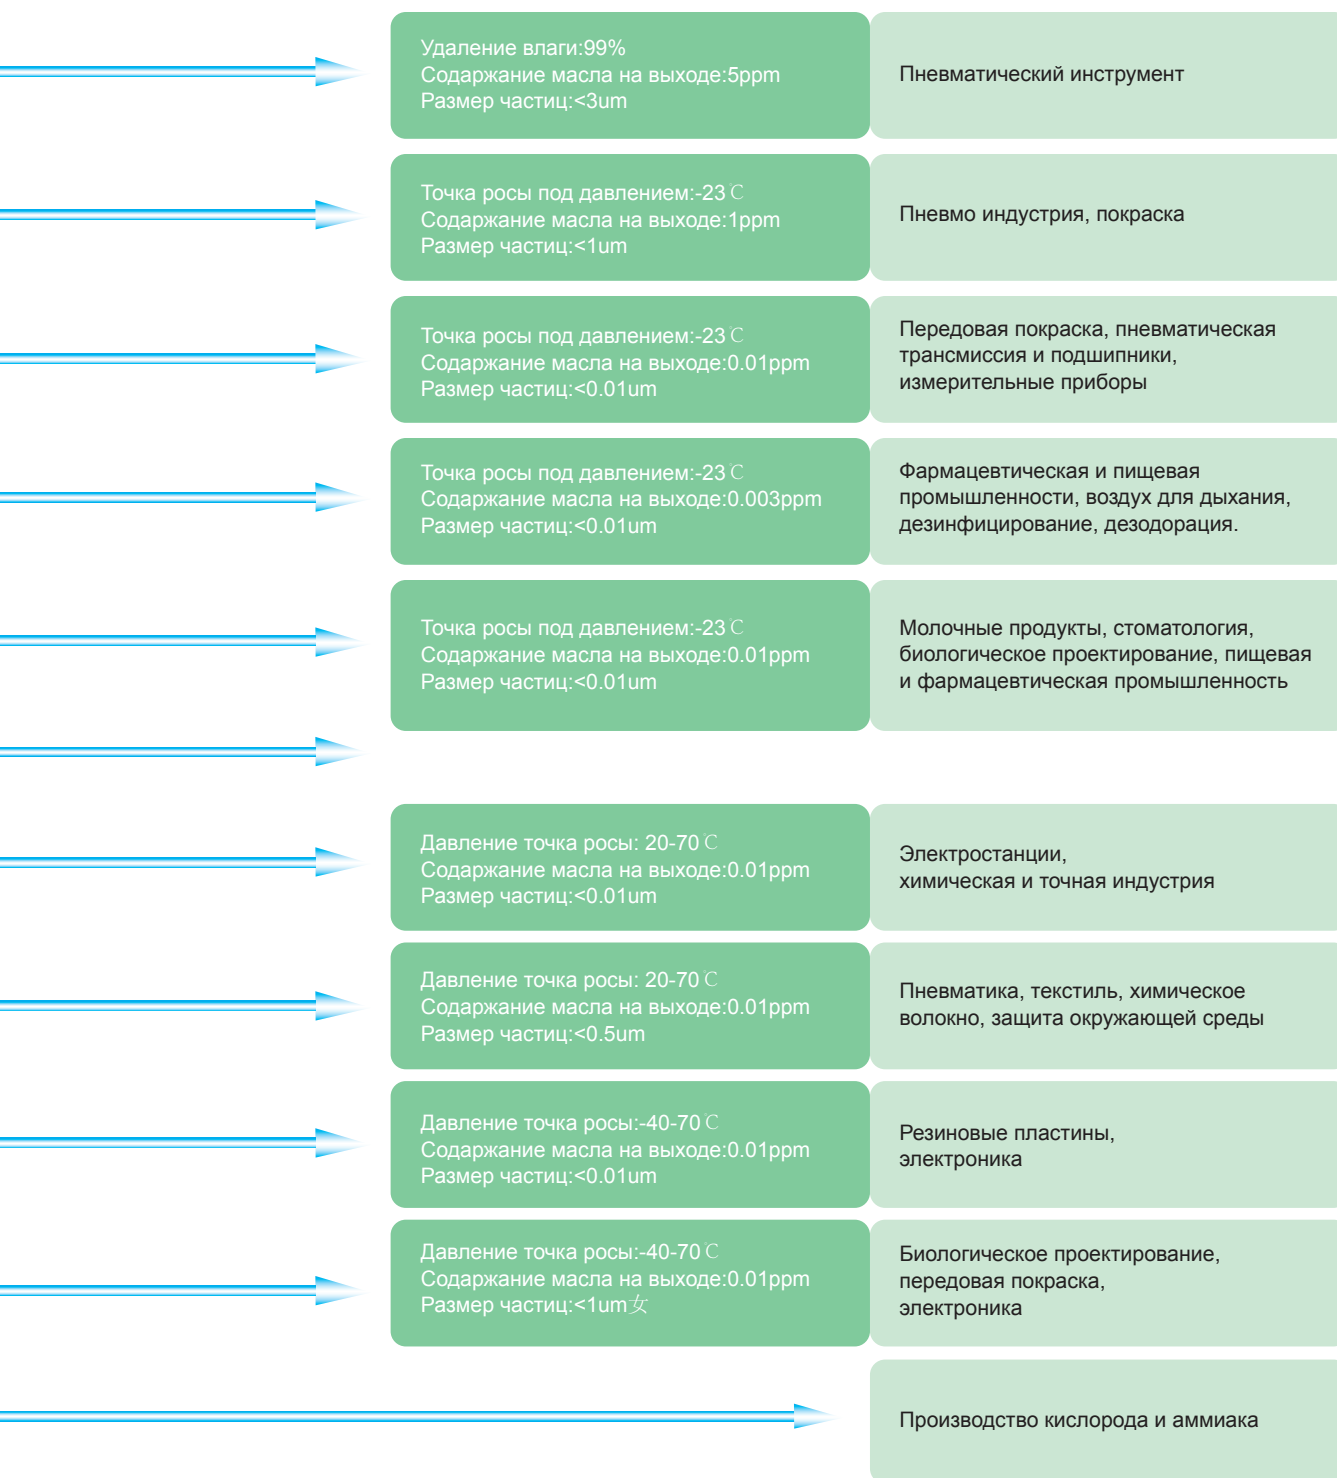 Удаление влаги:99%
Содаржание масла на выходе:5ppm
Размер частиц:<3um
Пневматический инструмент
Точка росы под давлением:-23℃
Содаржание масла на выходе:1ppm
Размер частиц:<1um
Пневмо индустрия, покраска
Точка росы под давлением:-23℃
Содаржание масла на выходе:0.01ppm
Размер частиц:<0.01um
Передовая покраска, пневматическая
трансмиссия и подшипники,
измерительные приборы
Точка росы под давлением:-23℃
Содаржание масла на выходе:0.003ppm
Размер частиц:<0.01um
Фармацевтическая и пищевая
промышленности, воздух для дыхания,
дезинфицирование, дезодорация.
Точка росы под давлением:-23℃
Содаржание масла на выходе:0.01ppm
Размер частиц:<0.01um
Молочные продукты, стоматология,
биологическое проектирование, пищевая
и фармацевтическая промышленность
Давление точка росы: 20-70℃
Содаржание масла на выходе:0.01ppm
Размер частиц:<0.01um
Электростанции,
химическая и точная индустрия
Давление точка росы: 20-70℃
Содаржание масла на выходе:0.01ppm
Размер частиц:<0.5um
Пневматика, текстиль, химическое
волокно, защита окружающей среды
Давление точка росы:-40-70℃
Содаржание масла на выходе:0.01ppm
Размер частиц:<0.01um
Резиновые пластины,
электроника
Давление точка росы:-40-70℃
Содаржание масла на выходе:0.01ppm
Размер частиц:<1um女
Биологическое проектирование,
передовая покраска,
электроника
Производство кислорода и аммиака